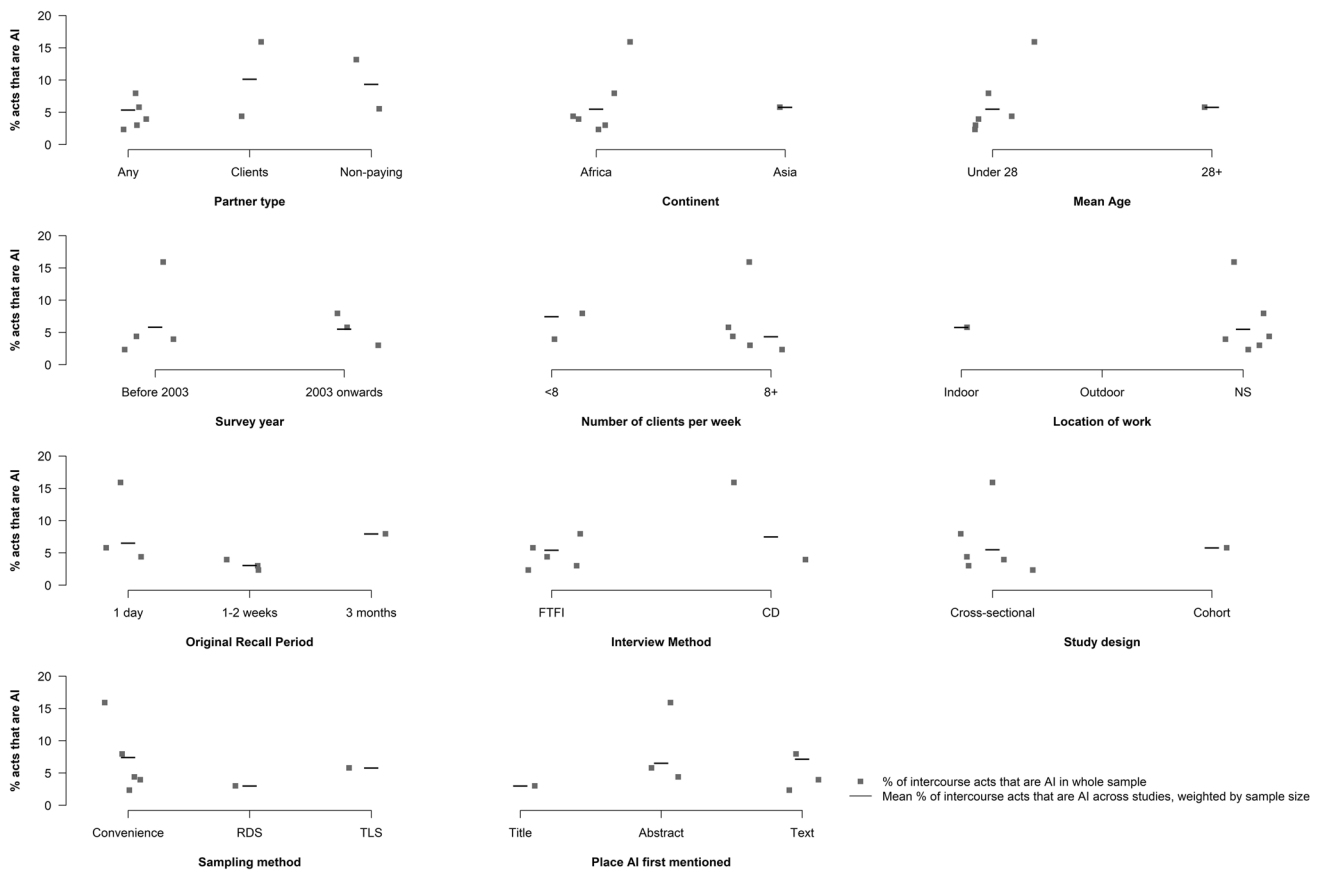 % acts that are AI
20
15
10
5
0
Any Clients Non-paying
Partner type
Africa Asia
Continent
Under 28 28+
Mean Age
% acts that are AI
20
15
10
5
0
Before 2003 2003 onwards
Survey year
<8 8+
Number of clients per week
Indoor Outdoor NS
Location of work
% acts that are AI
20
15
10
5
0
1 day 1-2 weeks 3 months
Original Recall Period
FTFI CD
Interview Method
Cross-sectional Cohort
Study design
% acts that are AI
20
15
10
5
0
Convenience RDS TLS
Sampling method
Title Abstract Text
Place AI first mentioned
% of intercourse acts that are AI in whole sample
Mean % of intercourse acts that are AI across studies, weighted by sample size